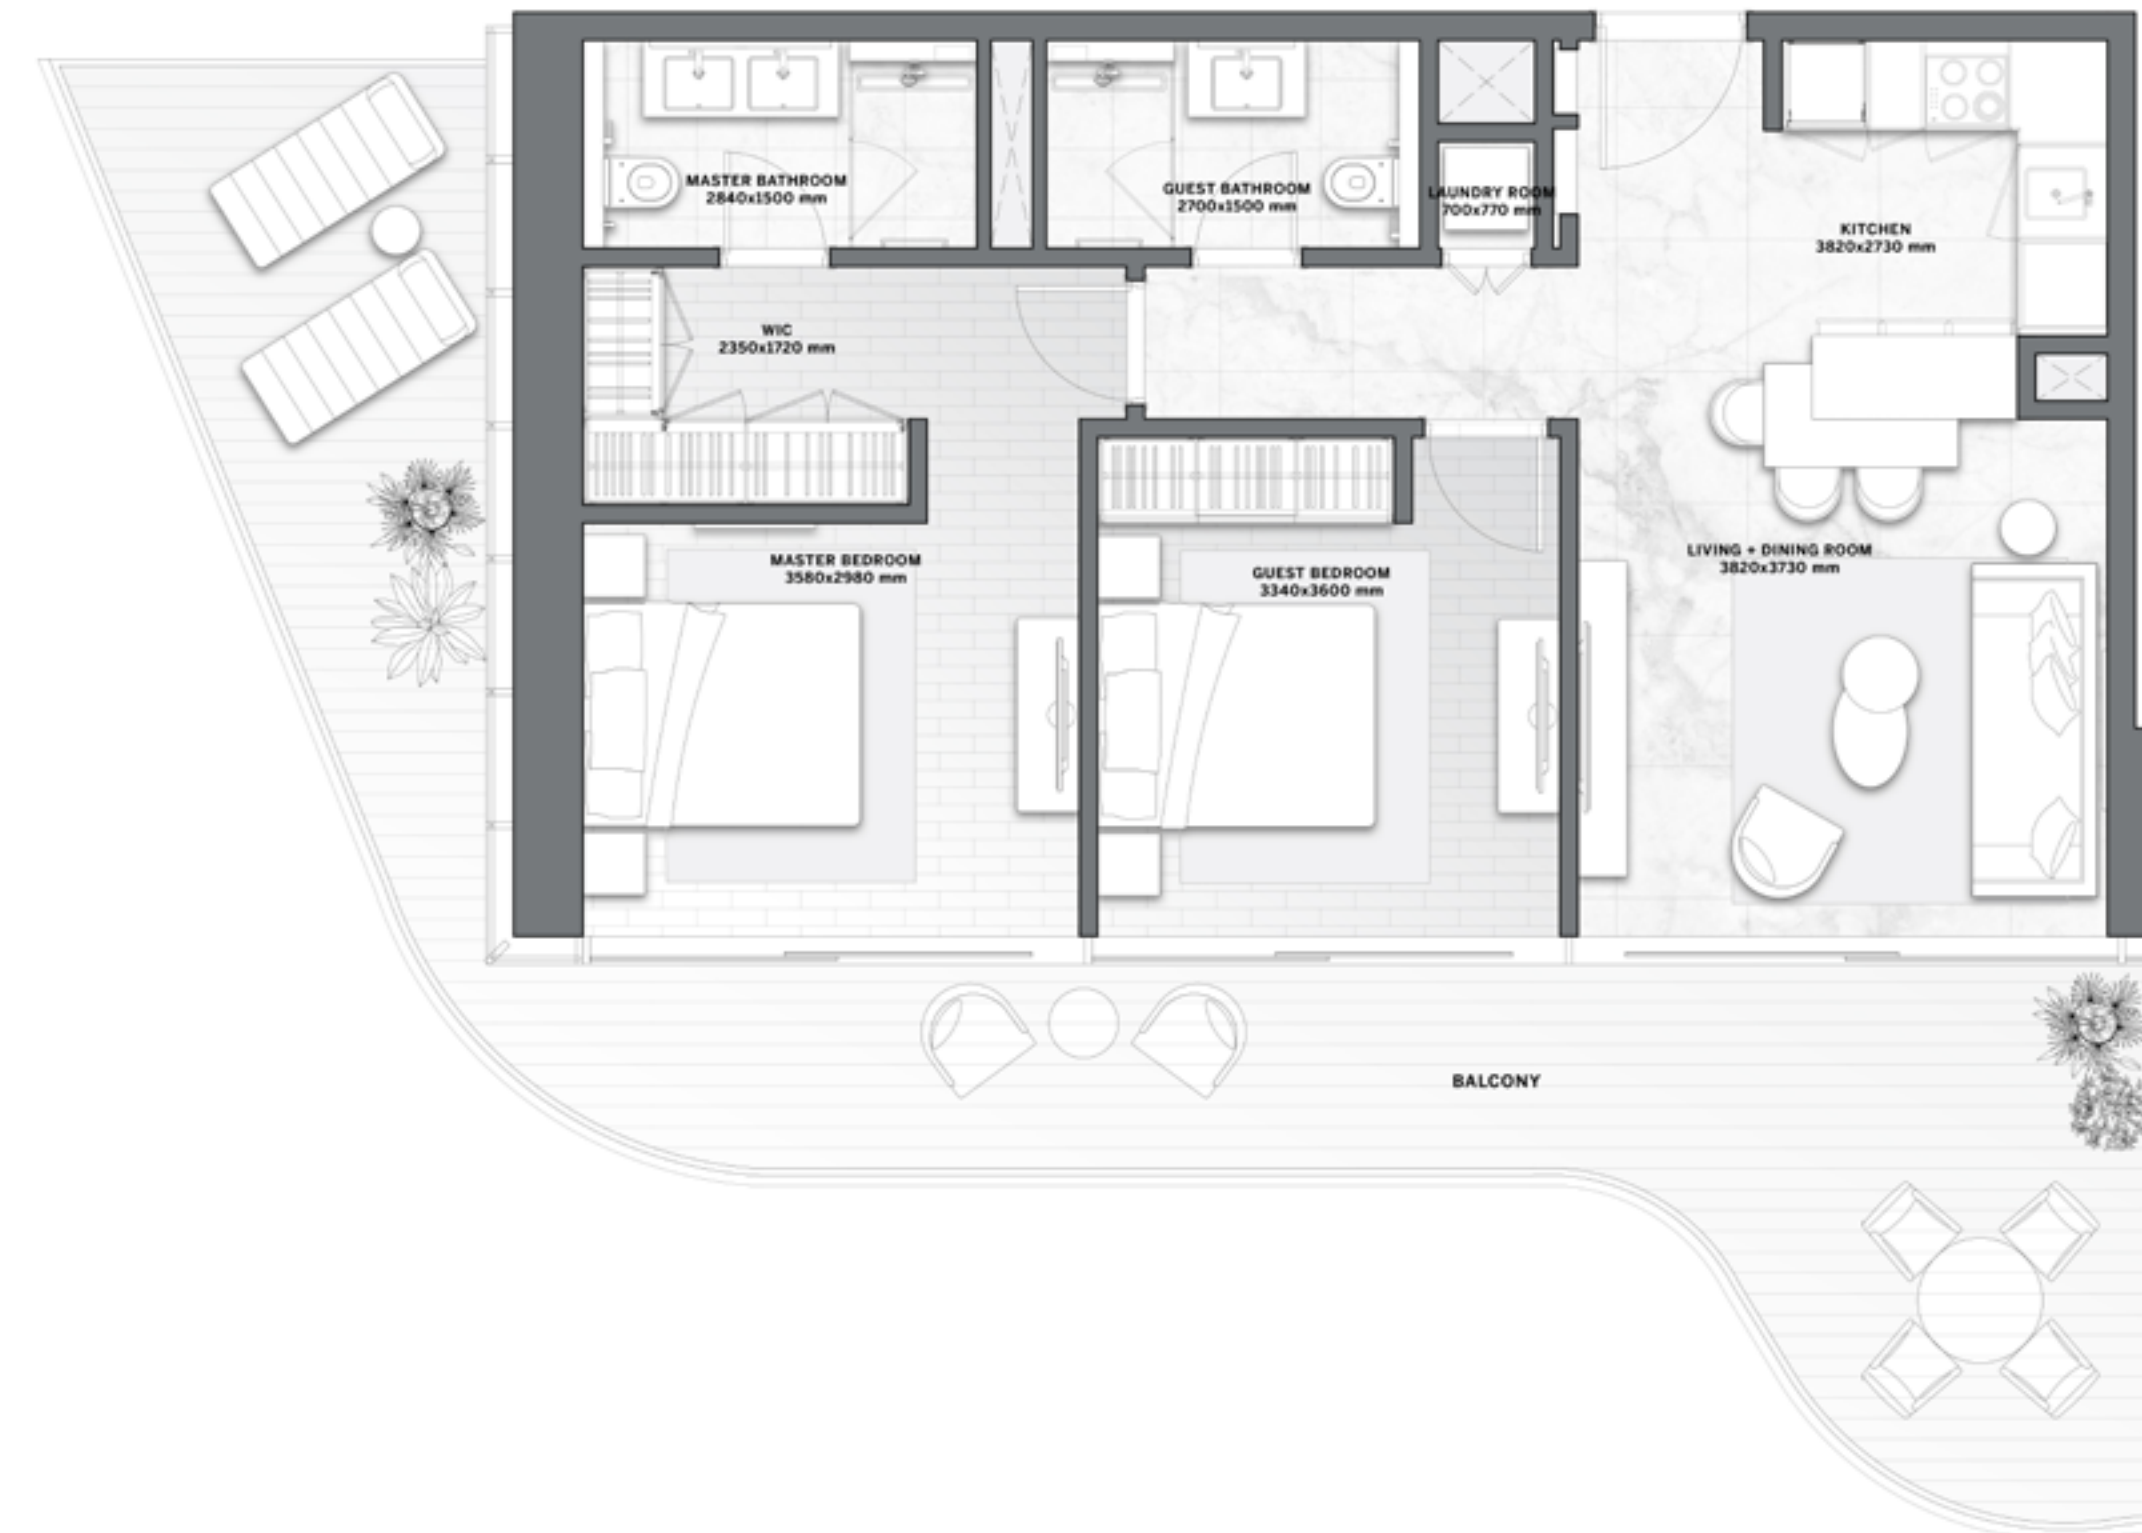 MASTER BATHROOM
2840x1500 mm
GUEST BATHROOM
2700x1500 mm
LAUNDRY ROOM
700x770 mm
KITCHEN
3820x2730 mm
WIC
2350x1720 mm
MASTER BEDROOM
3580x2980 mm
GUEST BEDROOM
3340x3600 mm
LIVING + DINING ROOM
3820x3730 mm
BALCONY